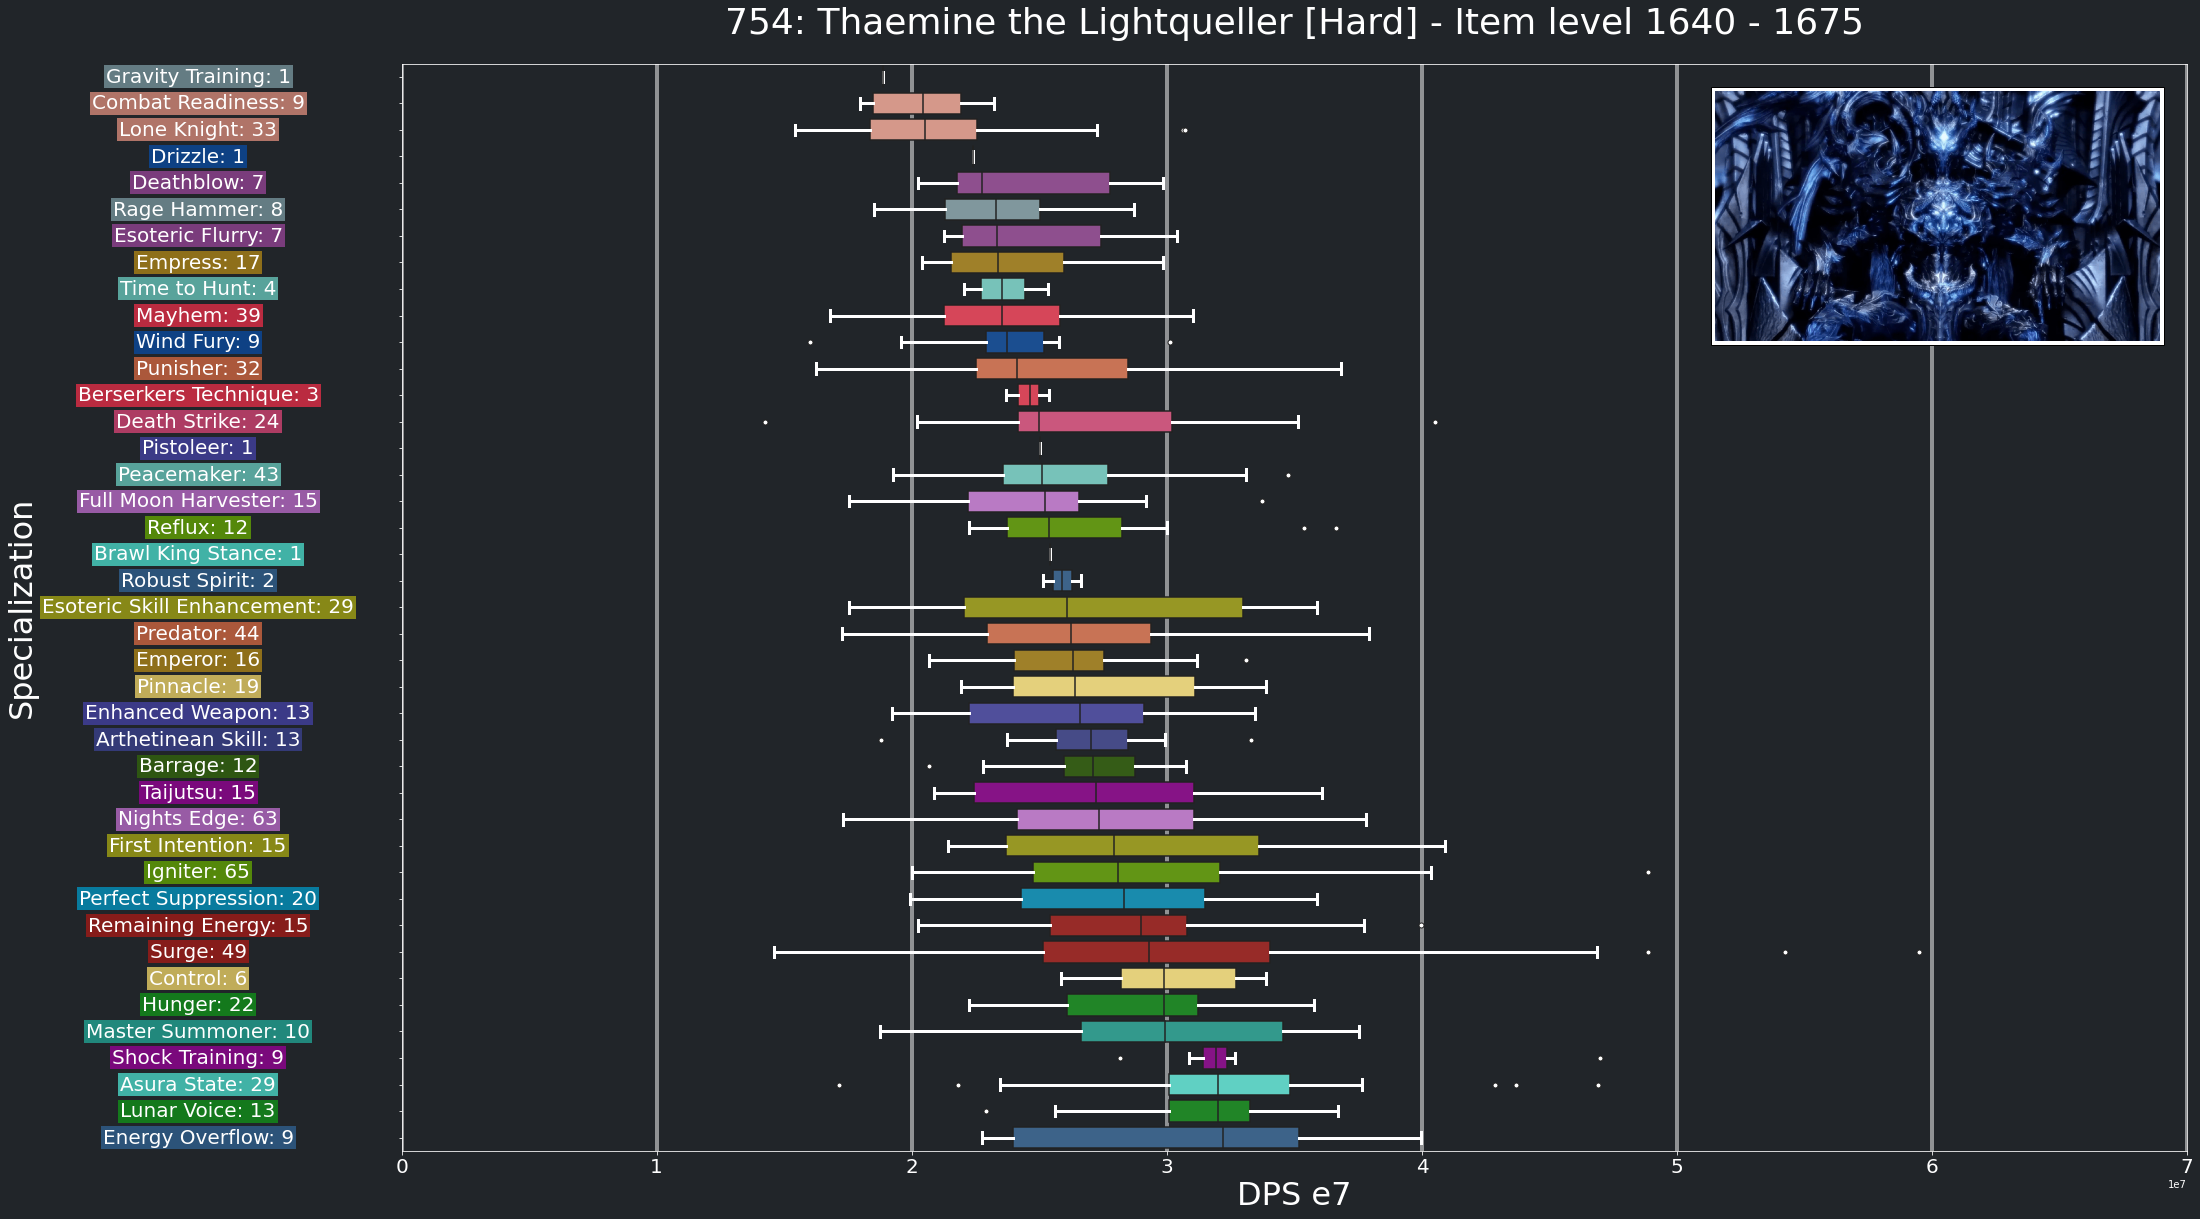 754: Thaemine the Lightqueller [Hard] - Item level 1640 - 1675
Specialization
Gravity Training: 1
Combat Readiness: 9
Lone Knight: 33
Drizzle: 1
Deathblow: 7
Rage Hammer: 8
Esoteric Flurry: 7
Empress: 17
Time to Hunt: 4
Mayhem: 39
Wind Fury: 9
Punisher: 32
Berserkers Technique: 3
Death Strike: 24
Pistoleer: 1
Peacemaker: 43
Full Moon Harvester: 15
Reflux: 12
Brawl King Stance: 1
Robust Spirit: 2
Esoteric Skill Enhancement: 29
Predator: 44
Emperor: 16
Pinnacle: 19
Enhanced Weapon: 13
Arthetinean Skill: 13
Barrage: 12
Taijutsu: 15
Nights Edge: 63
First Intention: 15
Igniter: 65
Perfect Suppression: 20
Remaining Energy: 15
Surge: 49
Control: 6
Hunger: 22
Master Summoner: 10
Shock Training: 9
Asura State: 29
Lunar Voice: 13
Energy Overflow: 9
0 1 2 3 4 5 6 7
1e7
DPS e7